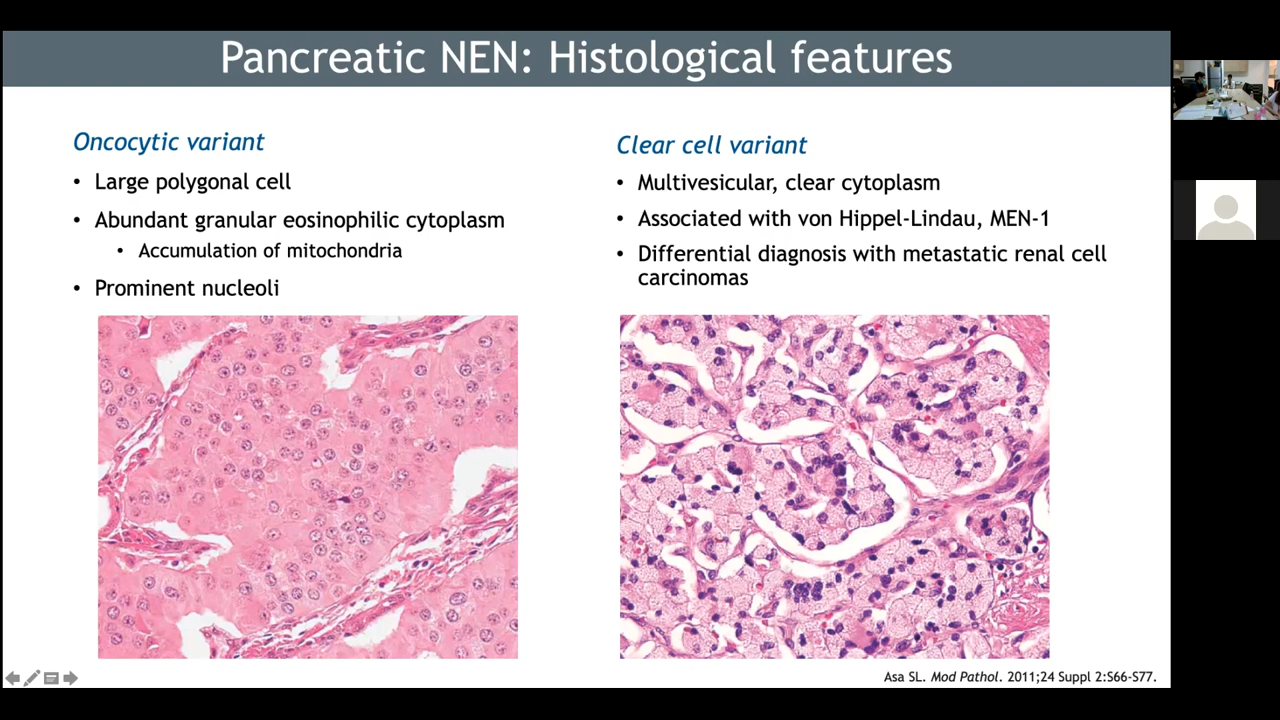 Pancreatic NEN: Histological features
Oncocytic variant
• Large polygonal cell
• Abundant granular eosinophilic cytoplasm
• Accumulation of mitochondria
• Prominent nucleoli
Clear cell variant
• Multivesicular, clear cytoplasm
• Associated with von Hippel-Lindau, MEN-1
• Differential diagnosis with metastatic renal cell
carcinomas
Asa SL. Mod Pathol. 2011;24 Suppl 2:S66-S77.